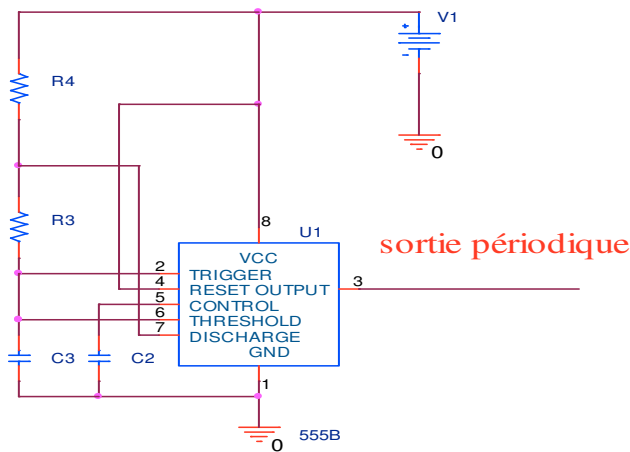 V1
+
-
R4
0
R3
8
U1
sortie périodique
VCC
2
TRIGGER
3
4
RESET OUTPUT
5
CONTROL
6
THRESHOLD
7
DISCHARGE
GND
C3
C2
1
0
555B